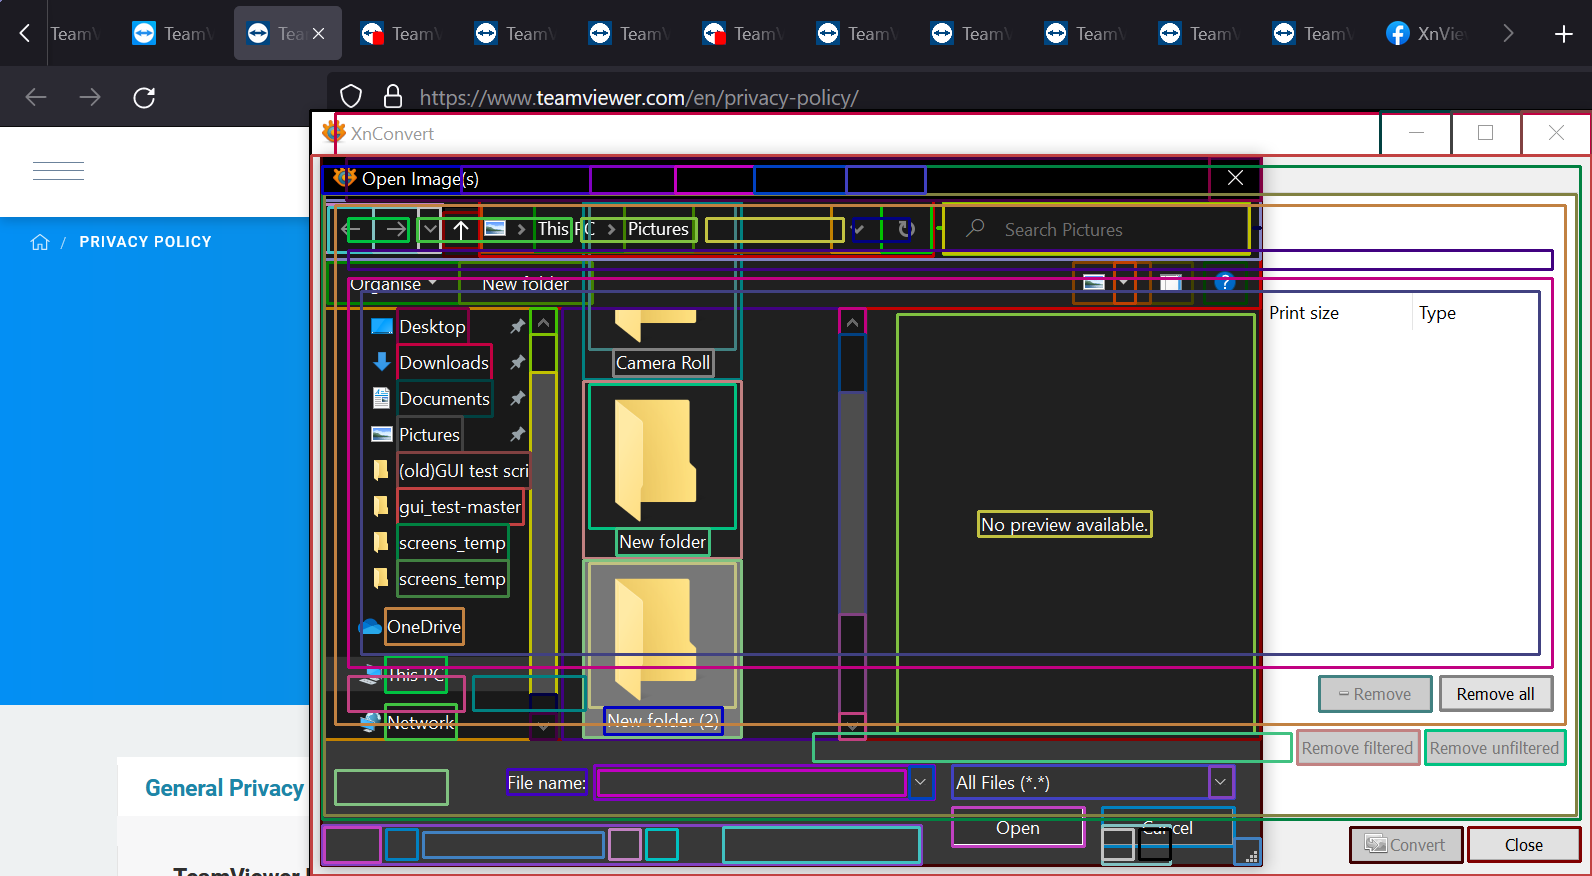 TeamV TeamV Tea TeamV TeamV TeamV TeamV TeamV TeamV TeamV TeamV TeamV XnVie
https://www.teamviewer.com/en/privacy-policy/
XnConvert
Open Image(s)
This PC Pictures
Search Pictures
/ PRIVACY POLICY
Organise New folder
Print size Type
Desktop
Downloads
Documents
Pictures
(old)GUI test scri
gui_test-master
screens_temp
screens_temp
OneDrive
This PC
Network
Camera Roll
New folder
New folder (2)
No preview available.
Remove Remove all
Remove filtered Remove unfiltered
File name: All Files (*.*)
Open Cancel
Convert Close
General Privacy
TeamViewer